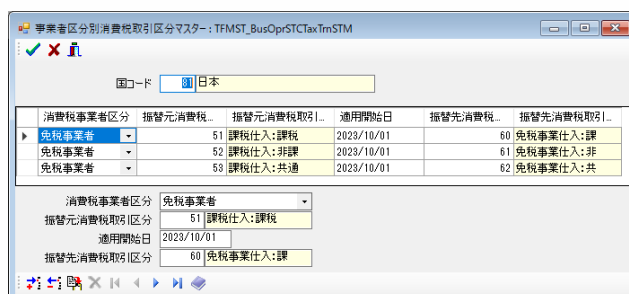 事業者区分別消費税取引区分マスター : TFMST_BusOprSTCTaxTrnSTM
国コード 81 日本
消費税事業者区分 振替元消費税... 振替元消費税取引... 適用開始日 振替先消費税... 振替先消費税取引...
免税事業者 51 課税仕入:課税 2023/10/01 60 免税事業仕入:課
免税事業者 52 課税仕入:非課 2023/10/01 61 免税事業仕入:非
免税事業者 53 課税仕入:共通 2023/10/01 62 免税事業仕入:共
消費税事業者区分 免税事業者
振替元消費税取引区分 51 課税仕入:課税
適用開始日 2023/10/01
振替先消費税取引区分 60 免税事業仕入:課